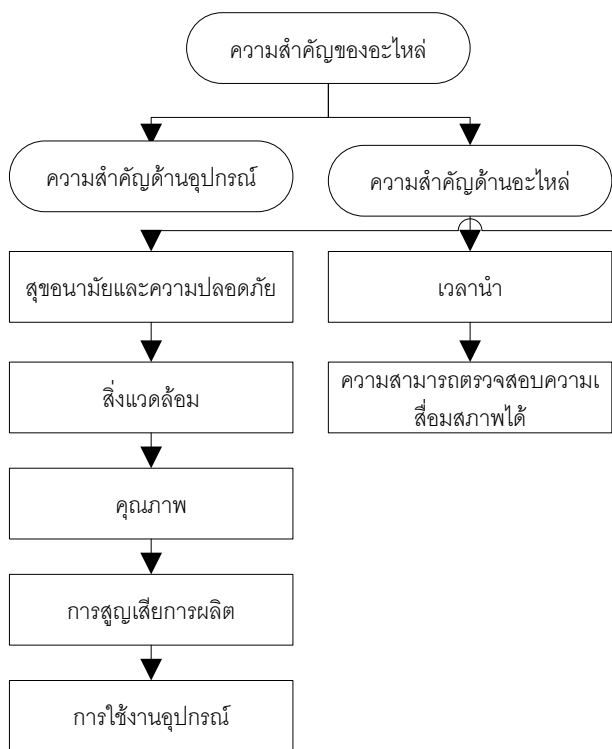 ความสำคัญของอะไหล่
ความสำคัญด้านอุปกรณ์
ความสำคัญด้านอะไหล่
สุขอนามัยและความปลอดภัย
เวลานำ
สิ่งแวดล้อม
ความสามารถตรวจสอบความเ
สื่อมสภาพได้
คุณภาพ
การสูญเสียการผลิต
การใช้งานอุปกรณ์